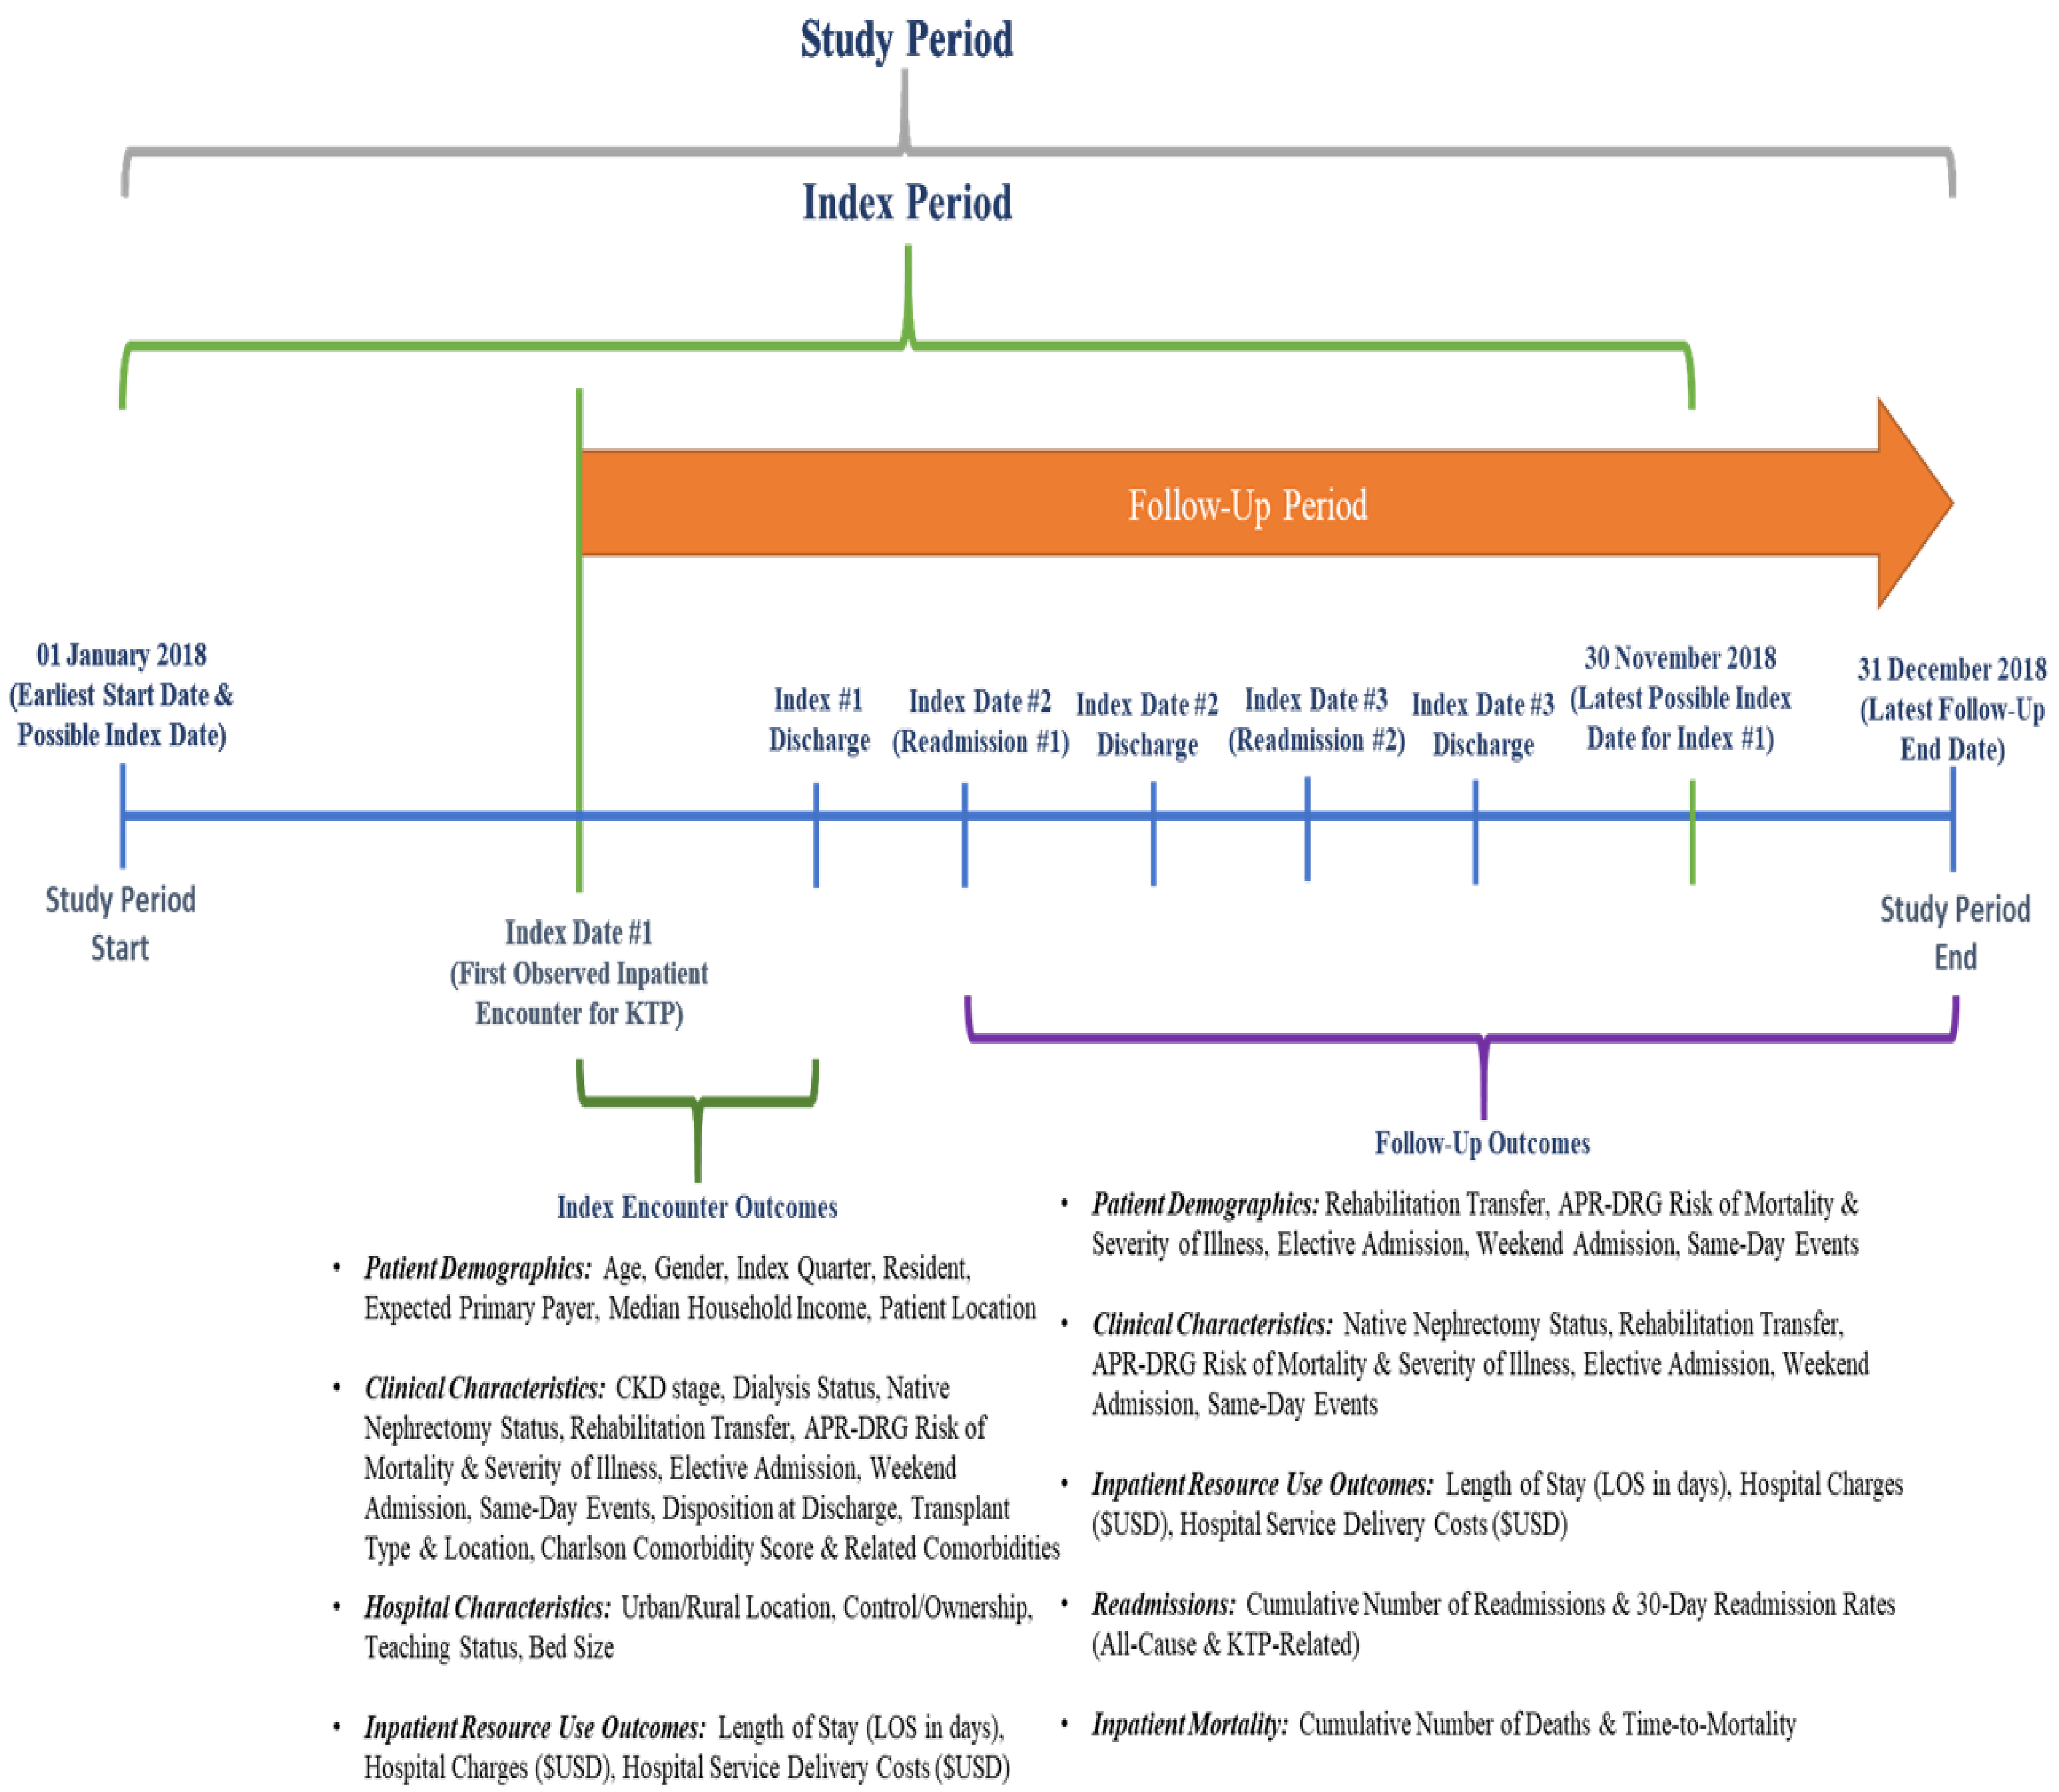 Study Period
Index Period
Follow-Up Period
01 January 2018
(Earliest Start Date &
Possible Index Date)
Index #1
Discharge
Index Date #2
(Readmission #1)
Index Date #2
Discharge
Index Date #3
(Readmission #2)
Index Date #3
Discharge
30 November 2018
(Latest Possible Index
Date for Index #1)
31 December 2018
(Latest Follow-Up
End Date)
Study Period
Start
Index Date #1
(First Observed Inpatient
Encounter for KTP)
Study Period
End
Index Encounter Outcomes
• Patient Demographics: Age, Gender, Index Quarter, Resident,
Expected Primary Payer, Median Household Income, Patient Location
• Clinical Characteristics: CKD stage, Dialysis Status, Native
Nephrectomy Status, Rehabilitation Transfer, APR-DRG Risk of
Mortality & Severity of Illness, Elective Admission, Weekend
Admission, Same-Day Events, Disposition at Discharge, Transplant
Type & Location, Charlson Comorbidity Score & Related Comorbidities
• Hospital Characteristics: Urban/Rural Location, Control/Ownership,
Teaching Status, Bed Size
• Inpatient Resource Use Outcomes: Length of Stay (LOS in days),
Hospital Charges ($USD), Hospital Service Delivery Costs ($USD)
Follow-Up Outcomes
• Patient Demographics: Rehabilitation Transfer, APR-DRG Risk of Mortality &
Severity of Illness, Elective Admission, Weekend Admission, Same-Day Events
• Clinical Characteristics: Native Nephrectomy Status, Rehabilitation Transfer,
APR-DRG Risk of Mortality & Severity of Illness, Elective Admission, Weekend
Admission, Same-Day Events
• Inpatient Resource Use Outcomes: Length of Stay (LOS in days), Hospital Charges
($USD), Hospital Service Delivery Costs ($USD)
• Readmissions: Cumulative Number of Readmissions & 30-Day Readmission Rates
(All-Cause & KTP-Related)
• Inpatient Mortality: Cumulative Number of Deaths & Time-to-Mortality